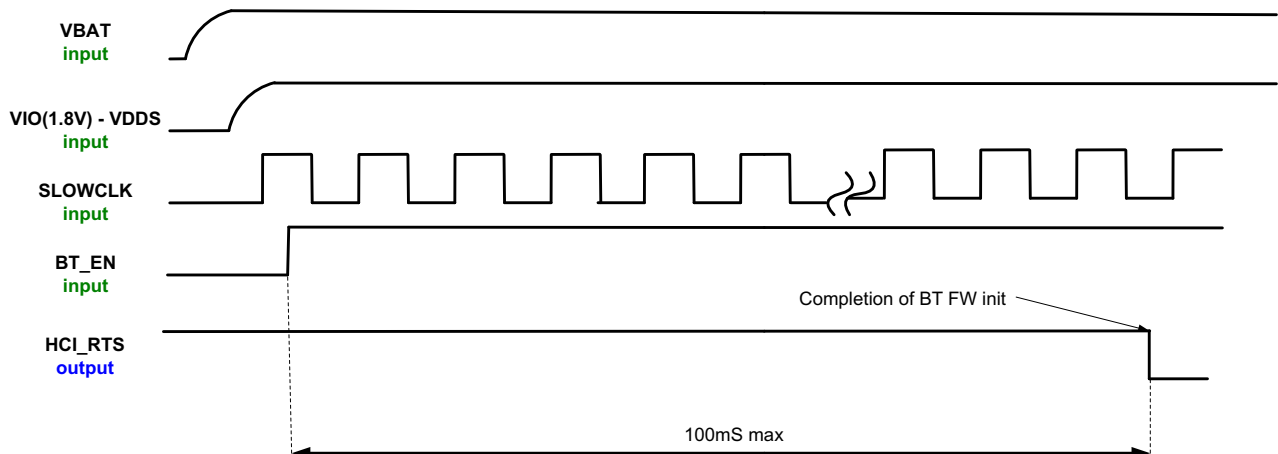 VBAT
input
VIO(1.8V) - VDDS
input
SLOWCLK
input
BT_EN
input
Completion of BT FW init
HCI_RTS
output
100mS max